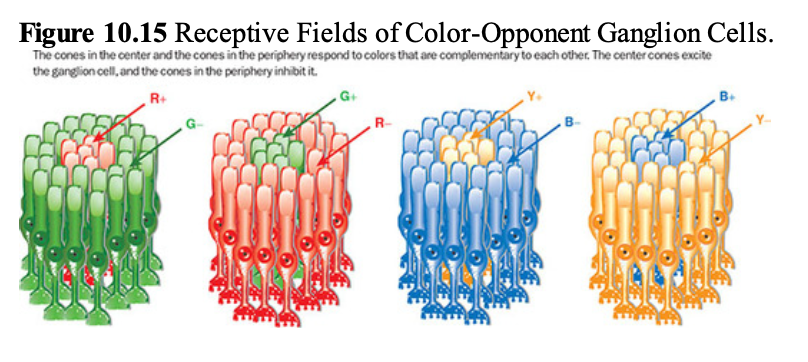 Figure 10.15 Receptive Fields of Color-Opponent Ganglion Cells.
The cones in the center and the cones in the periphery respond to colors that are complementary to each other. The center cones excite
the ganglion cell, and the cones in the periphery inhibit it.
R+
G−
G+
R−
Y+
B−
B+
Y−